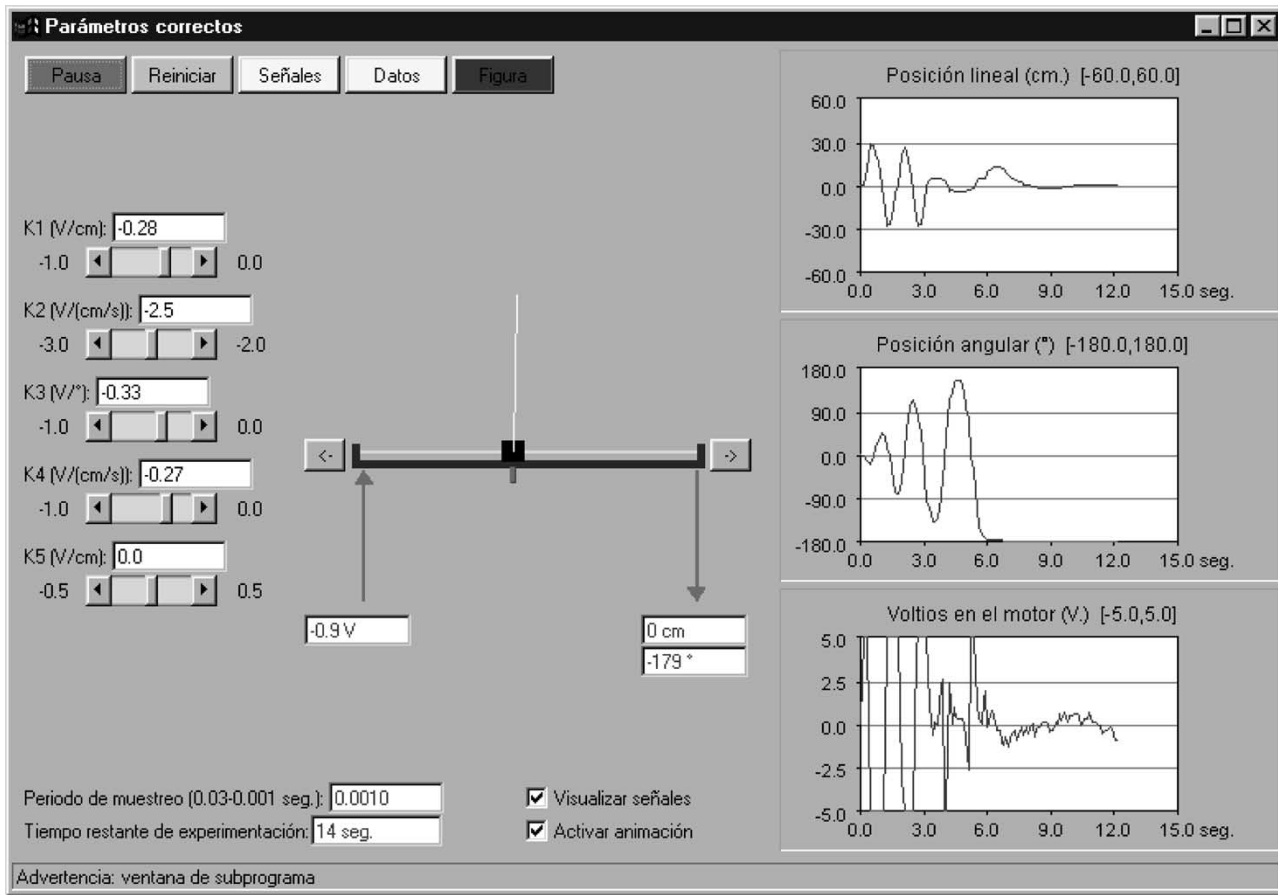 Parámetros correctos
Pausa Reiniciar Señales Datos Figura
K1 (V/cm): -0.28
-1.0 0.0
K2 (V/(cm/s)): -2.5
-3.0 -2.0
K3 (V/°): -0.33
-1.0 0.0
K4 (V/(cm/s)): -0.27
-1.0 0.0
K5 (V/cm): 0.0
-0.5 0.5
<- ->
-0.9 V
0 cm
-179 °
Periodo de muestreo (0.03-0.001 seg.): 0.0010
Tiempo restante de experimentación: 14 seg.
Visualizar señales
Activar animación
Posición lineal (cm.) [-60.0,60.0]
60.0
30.0
0.0
-30.0
-60.0
0.0 3.0 6.0 9.0 12.0 15.0 seg.
Posición angular (°) [-180.0,180.0]
180.0
90.0
0.0
-90.0
-180.0
0.0 3.0 6.0 9.0 12.0 15.0 seg.
Voltios en el motor (V.) [-5.0,5.0]
5.0
2.5
0.0
-2.5
-5.0
0.0 3.0 6.0 9.0 12.0 15.0 seg.
Advertencia: ventana de subprograma